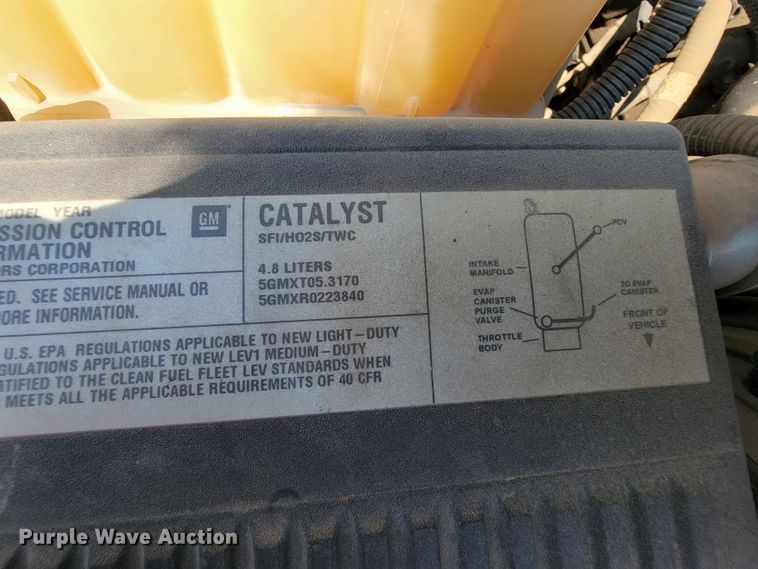 MODEL YEAR
SSION CONTROL
RMATION
ORS CORPORATION
GM
CATALYST
SFI/HO2S/TWC
4.8 LITERS
5GMXT05.3170
5GMXR0223840
ED. SEE SERVICE MANUAL OR
ORE INFORMATION.
U.S. EPA REGULATIONS APPLICABLE TO NEW LIGHT-DUTY
GULATIONS APPLICABLE TO NEW LEV1 MEDIUM-DUTY
RTIFIED TO THE CLEAN FUEL FLEET LEV STANDARDS WHEN
MEETS ALL THE APPLICABLE REQUIREMENTS OF 40 CFR
PCV
INTAKE
MANIFOLD
EVAP
CANISTER
PURGE
VALVE
THROTTLE
BODY
TO EVAP
CANISTER
FRONT OF
VEHICLE
Purple Wave Auction